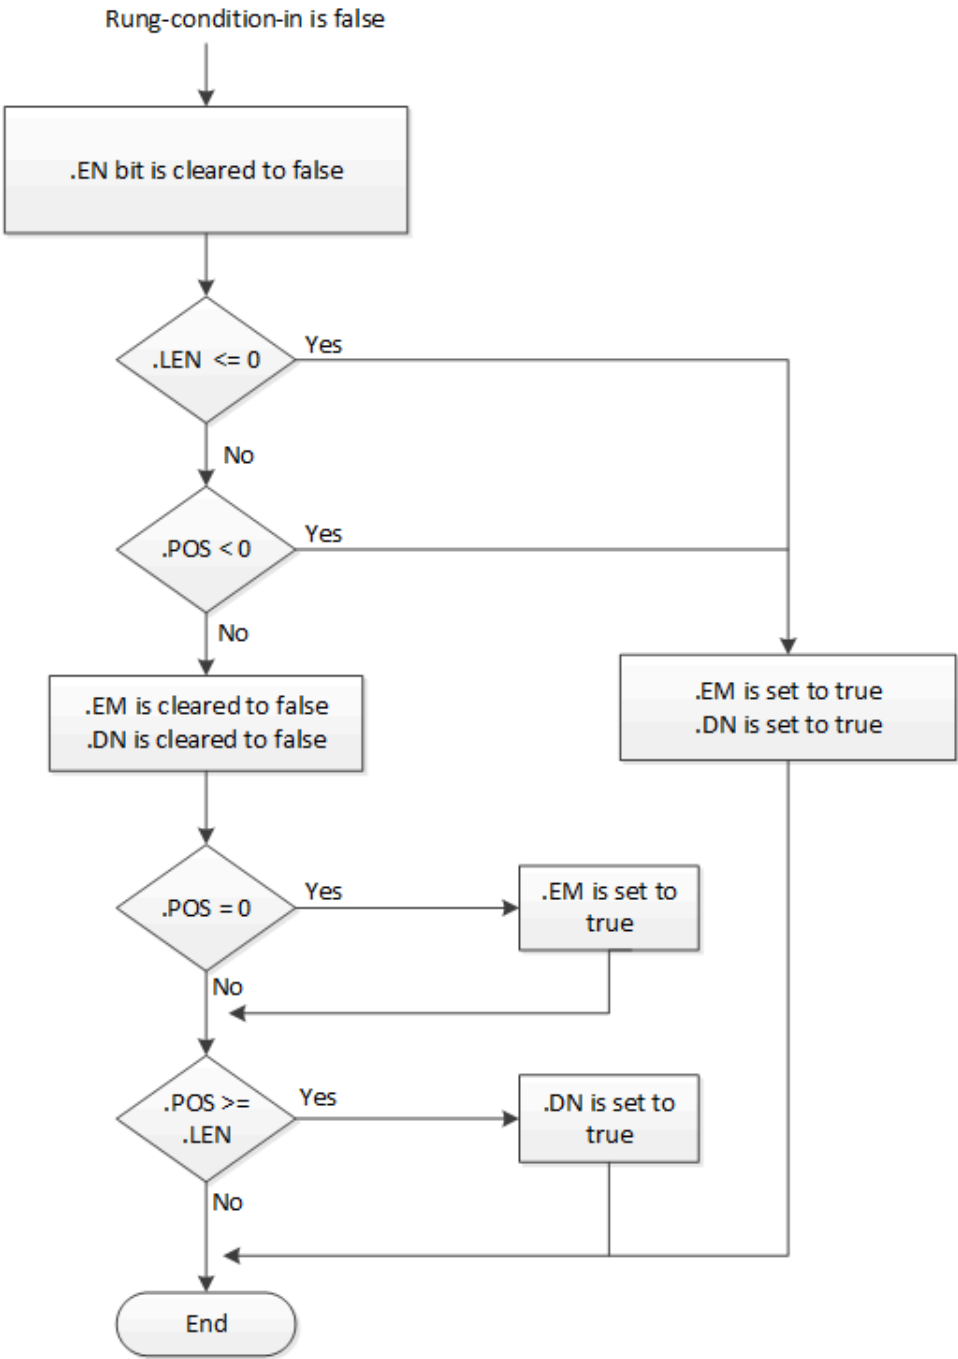 Rung-condition-in is false
.EN bit is cleared to false
.LEN <= 0
Yes
No
.POS < 0
Yes
No
.EM is cleared to false
.DN is cleared to false
.EM is set to true
.DN is set to true
.POS = 0
Yes
.EM is set to
true
No
.POS >=
.LEN
Yes
.DN is set to
true
No
End